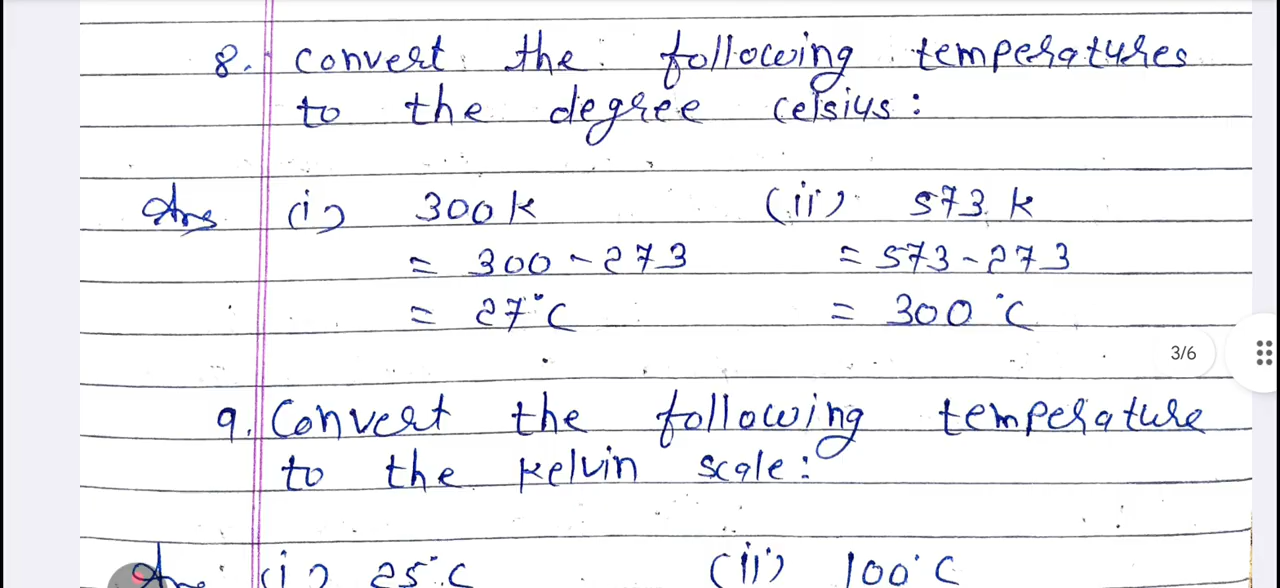 8. convert the following temperatures
to the degree celsius:
Ans (i) 300 K (ii) 573 K
= 300 - 273 = 573 - 273
= 27°C = 300°C
3/6
9. Convert the following temperature
to the kelvin scale:
Ans (i) 25°C (ii) 100°C